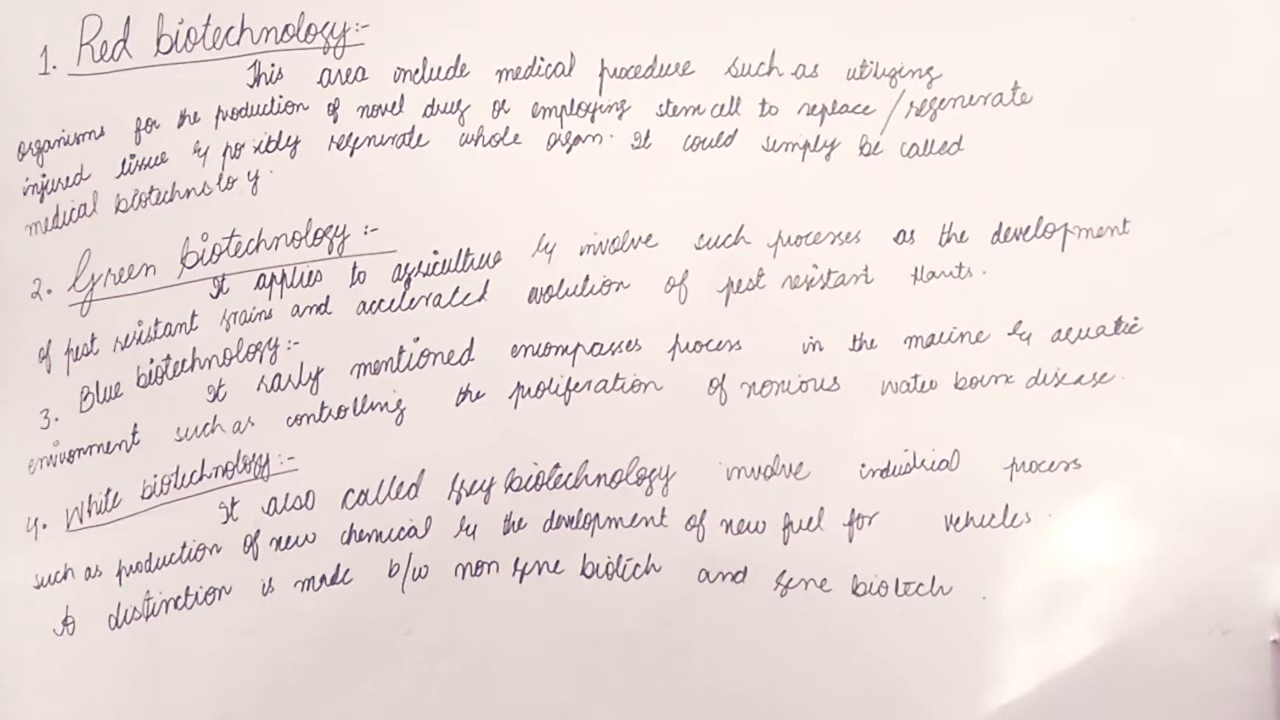 1. Red biotechnology:-
This area include medical procedure such as utilizing
organisms for the production of novel drug or employing stem cell to replace / regenerate
injured tissue & possibly regenerate whole organ. It could simply be called
medical biotechnology.
2. Green biotechnology :-
It applies to agriculture & involve such processes as the development
of pest resistant grains and accelerated evolution of pest resistant plants.
3. Blue biotechnology:-
It rarly mentioned encompasses process in the marine & aquatic
environment such as controlling the proliferation of noxious water borne disease.
4. White biotechnology:-
It also called Grey biotechnology involve industrial process
such as production of new chemical & the development of new fuel for vehicles.
A distinction is made b/w non gene biotech and gene biotech.